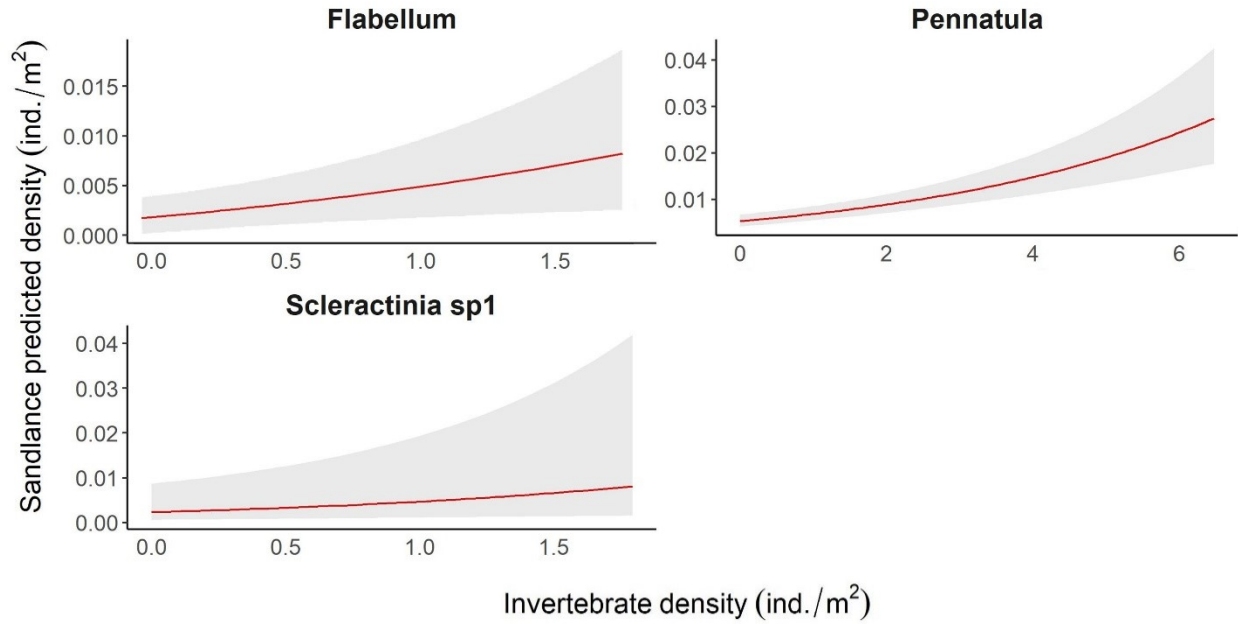 Flabellum
Pennatula
Sandlance predicted density (ind./m²)
0.015
0.010
0.005
0.000
0.0 0.5 1.0 1.5
0.04
0.03
0.02
0.01
0 2 4 6
Scleractinia sp1
0.04
0.03
0.02
0.01
0.00
0.0 0.5 1.0 1.5
Invertebrate density (ind./m²)